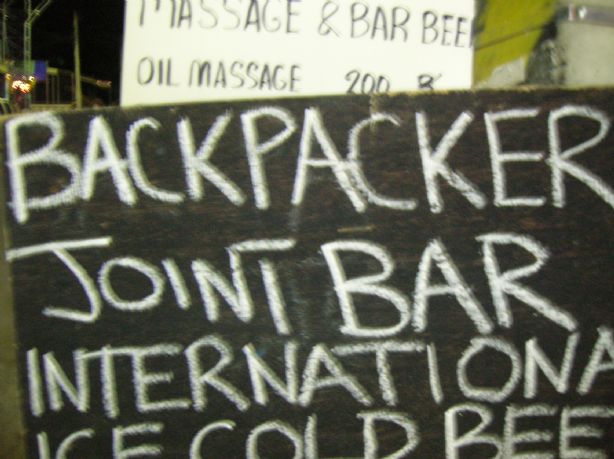 MASSAGE & BAR BEE
OIL MASSAGE 200 B
BACKPACKER
JOINT BAR
INTERNATIONA
ICE COLD BEE